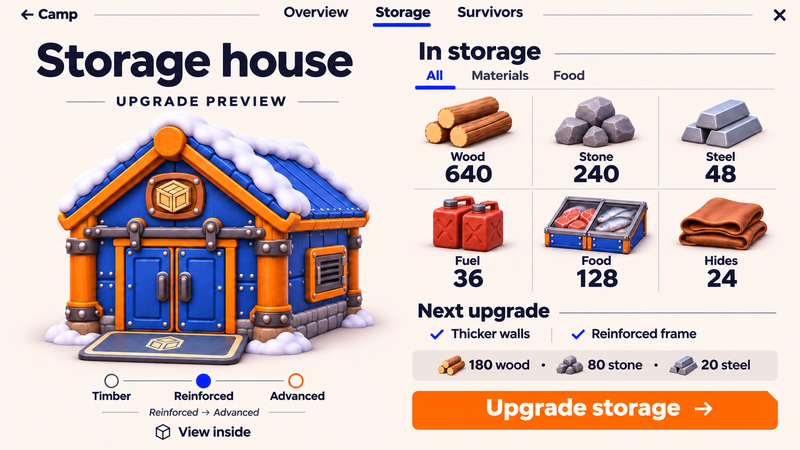 ← Camp
Overview
Storage
Survivors
Storage house
UPGRADE PREVIEW
Timber
Reinforced
Advanced
Reinforced → Advanced
View inside
In storage
All
Materials
Food
Wood
640
Stone
240
Steel
48
Fuel
36
Food
128
Hides
24
Next upgrade
Thicker walls
Reinforced frame
180 wood • 80 stone • 20 steel
Upgrade storage →